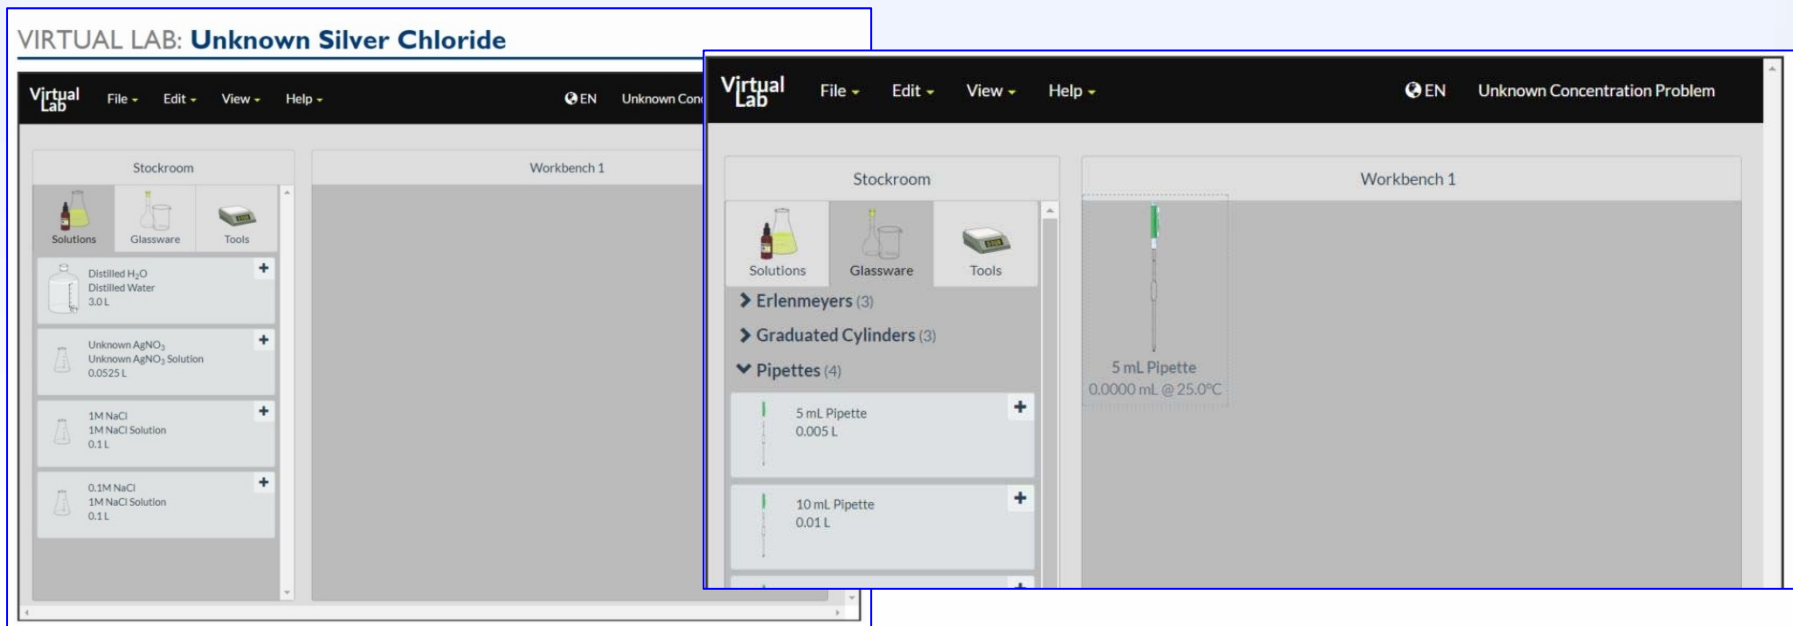 VIRTUAL LAB: Unknown Silver Chloride
Virtual Lab File Edit View Help EN Unknown Con
Stockroom
Workbench 1
Solutions Glassware Tools
Distilled H₂O
Distilled Water
3.0 L
Unknown AgNO₃
Unknown AgNO₃ Solution
0.0525 L
1M NaCl
1M NaCl Solution
0.1 L
0.1M NaCl
1M NaCl Solution
0.1 L
Virtual Lab File Edit View Help EN Unknown Concentration Problem
Stockroom
Workbench 1
Solutions Glassware Tools
Erlenmeyers (3)
Graduated Cylinders (3)
Pipettes (4)
5 mL Pipette
0.005 L
10 mL Pipette
0.01 L
5 mL Pipette
0.0000 mL @ 25.0°C